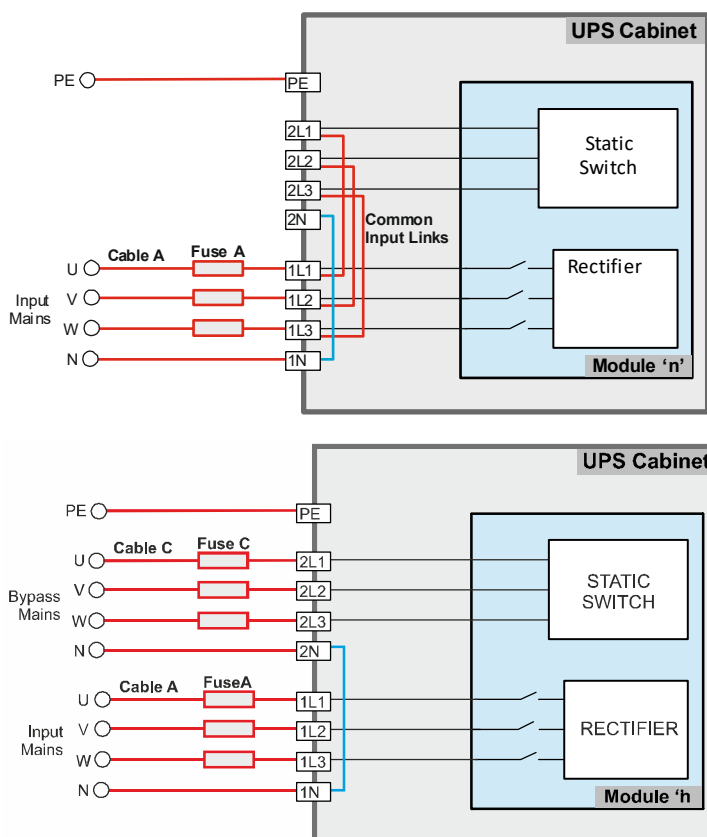 UPS Cabinet
PE
PE
2L1
Static
Switch
2L2
2L3
2N
Common
Input Links
Cable A
Fuse A
U
1L1
Rectifier
Input
Mains
V
1L2
W
1L3
N
1N
Module ‘n’
UPS Cabinet
PE
PE
Cable C
Fuse C
U
2L1
STATIC
SWITCH
Bypass
Mains
V
2L2
W
2L3
N
2N
Cable A
FuseA
U
1L1
Input
Mains
V
1L2
RECTIFIER
W
1L3
N
1N
Module ‘h